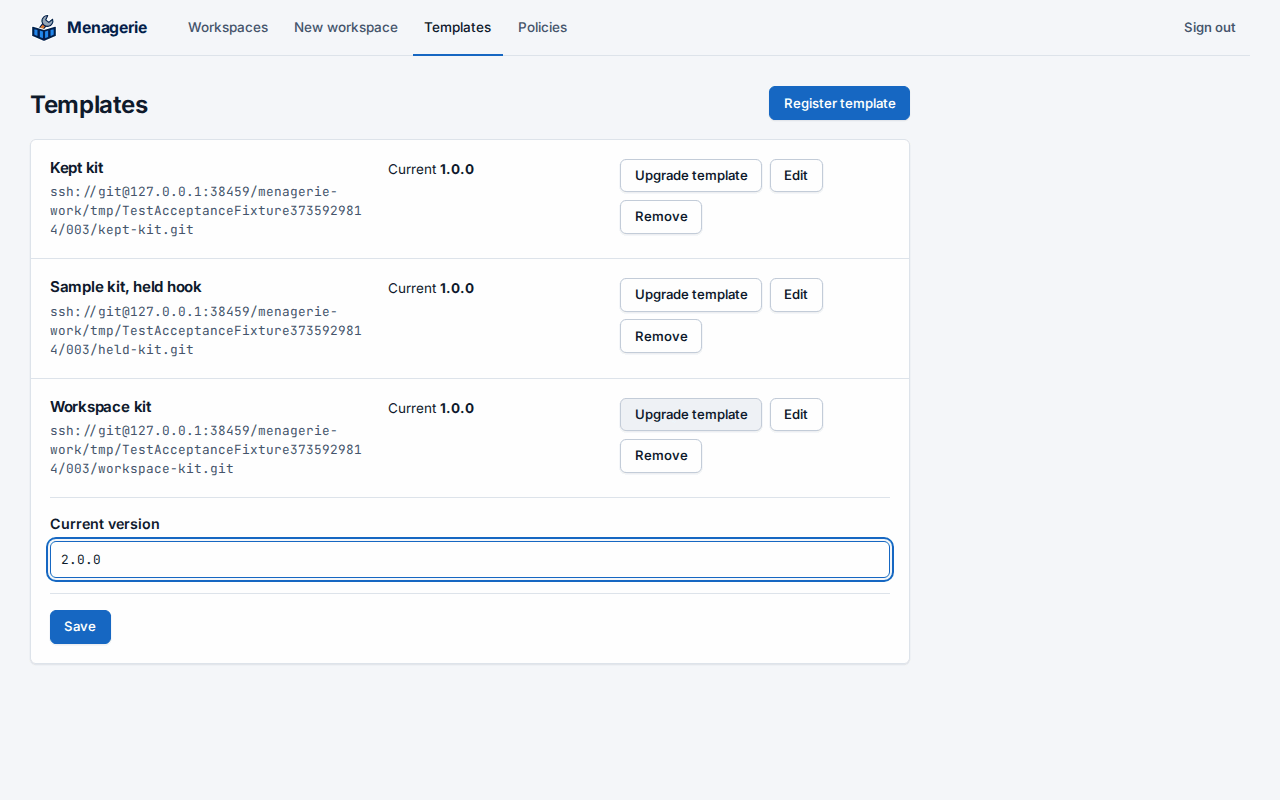 Menagerie Workspaces New workspace Templates Policies Sign out
Templates
Register template
Kept kit
ssh://git@127.0.0.1:38459/menagerie-
work/tmp/TestAcceptanceFixture373592981
4/003/kept-kit.git
Current 1.0.0
Upgrade template Edit
Remove
Sample kit, held hook
ssh://git@127.0.0.1:38459/menagerie-
work/tmp/TestAcceptanceFixture373592981
4/003/held-kit.git
Current 1.0.0
Upgrade template Edit
Remove
Workspace kit
ssh://git@127.0.0.1:38459/menagerie-
work/tmp/TestAcceptanceFixture373592981
4/003/workspace-kit.git
Current 1.0.0
Upgrade template Edit
Remove
Current version
2.0.0
Save